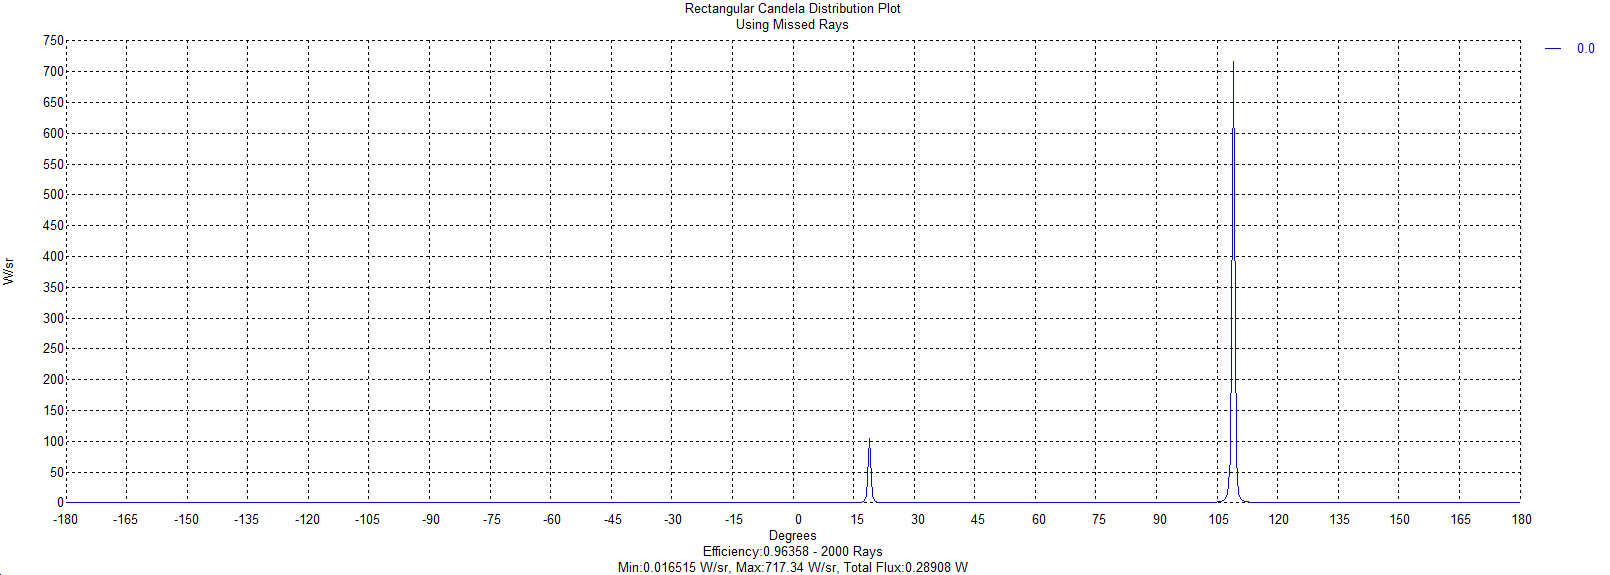 Rectangular Candela Distribution Plot
Using Missed Rays
0.0
750
700
650
600
550
500
450
400
350
300
250
200
150
100
50
0
W/sr
-180 -165 -150 -135 -120 -105 -90 -75 -60 -45 -30 -15 0 15 30 45 60 75 90 105 120 135 150 165 180
Degrees
Efficiency:0.96358 - 2000 Rays
Min:0.016515 W/sr, Max:717.34 W/sr, Total Flux:0.28908 W